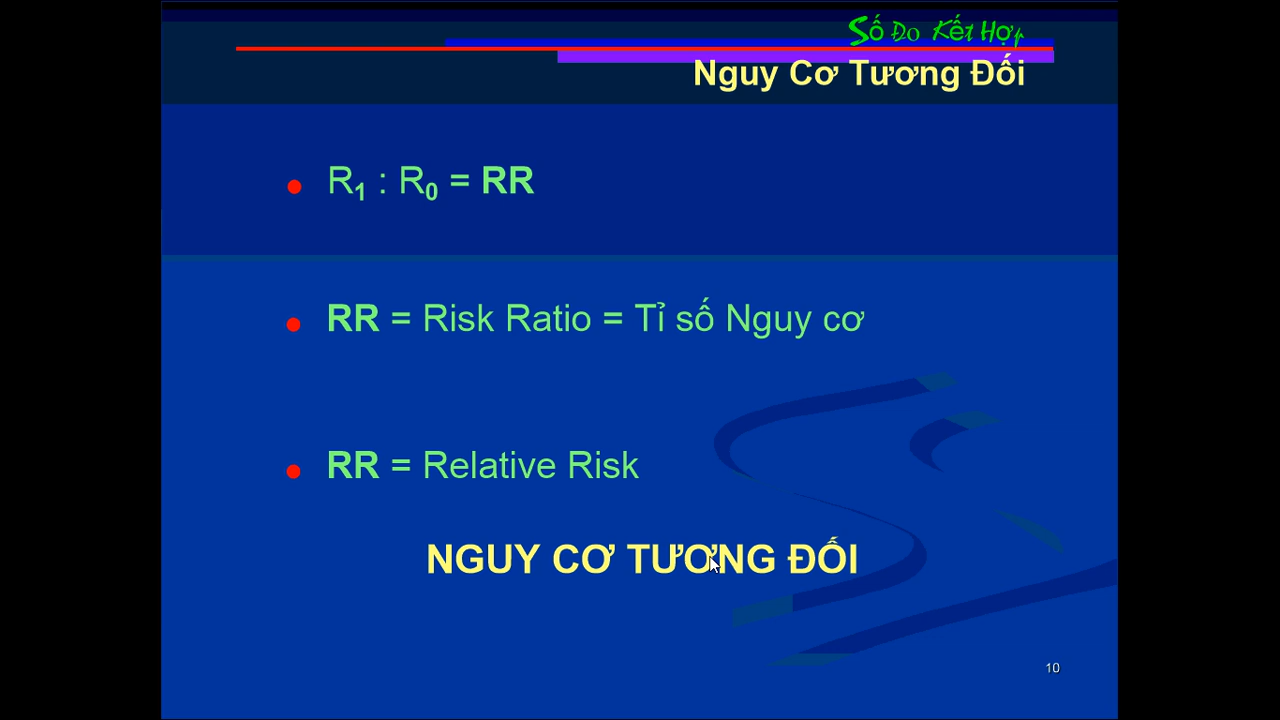 Số Đo Kết Hợp
Nguy Cơ Tương Đối
R₁ : R₀ = RR
RR = Risk Ratio = Tỉ số Nguy cơ
RR = Relative Risk
NGUY CƠ TƯƠNG ĐỐI
10